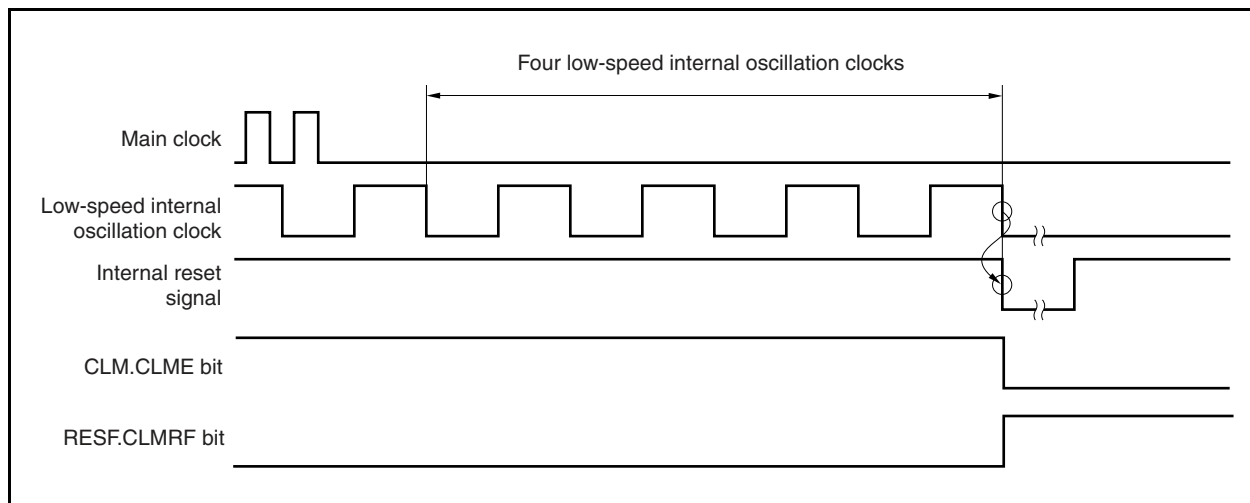 Four low-speed internal oscillation clocks
Main clock
Low-speed internal
oscillation clock
Internal reset
signal
CLM.CLME bit
RESF.CLMRF bit